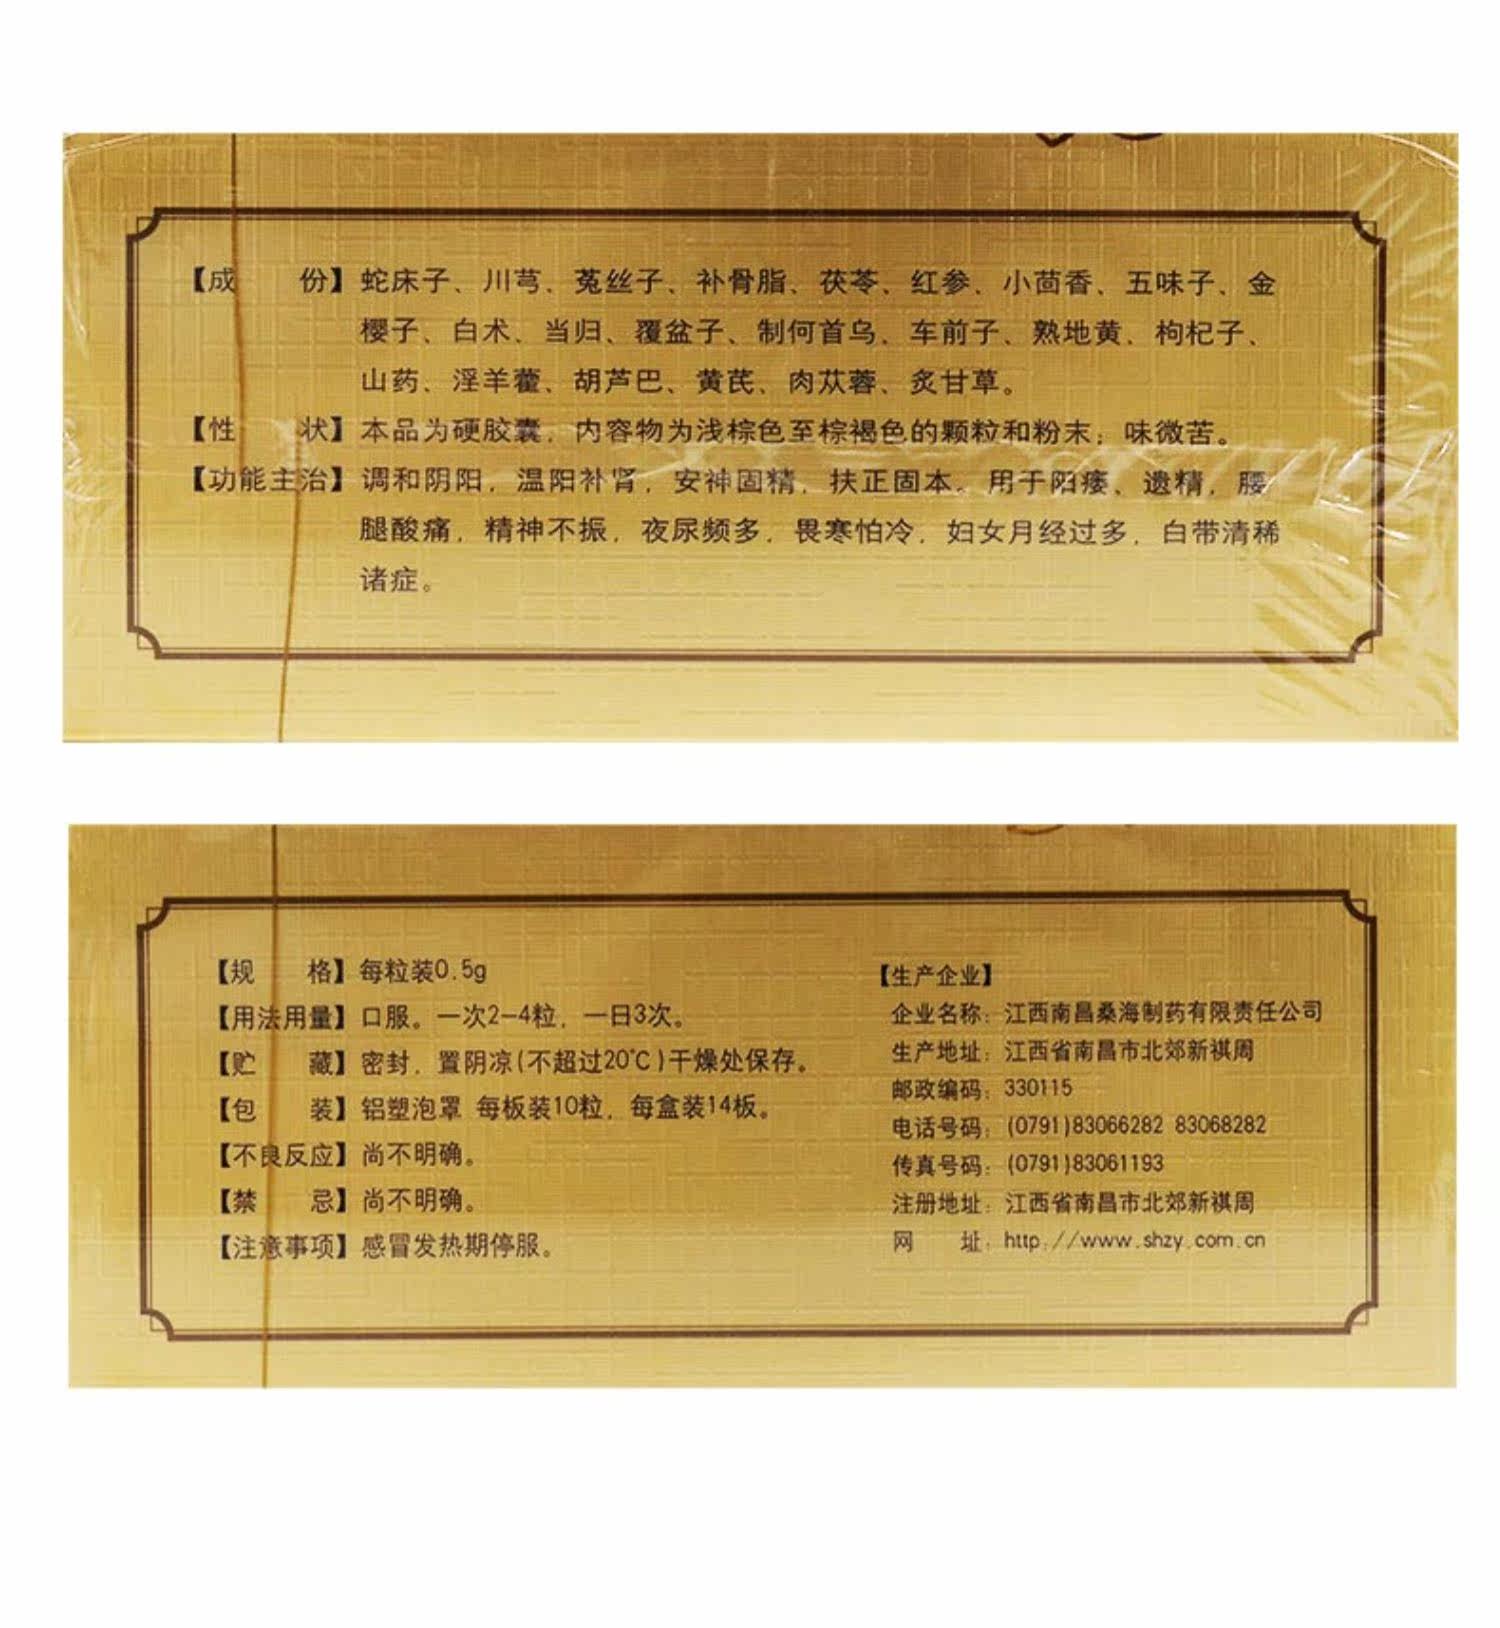 【成　　份】蛇床子、川芎、菟丝子、补骨脂、茯苓、红参、小茴香、五味子、金
樱子、白术、当归、覆盆子、制何首乌、车前子、熟地黄、枸杞子、
山药、淫羊藿、胡芦巴、黄芪、肉苁蓉、炙甘草。
【性　　状】本品为硬胶囊，内容物为浅棕色至棕褐色的颗粒和粉末；味微苦。
【功能主治】调和阴阳，温阳补肾，安神固精，扶正固本。用于阳痿、遗精，腰
腿酸痛，精神不振，夜尿频多，畏寒怕冷，妇女月经过多，白带清稀
诸症。
【规　　格】每粒装0.5g
【用法用量】口服。一次2-4粒，一日3次。
【贮　　藏】密封，置阴凉(不超过20℃)干燥处保存。
【包　　装】铝塑泡罩 每板装10粒，每盒装14板。
【不良反应】尚不明确。
【禁　　忌】尚不明确。
【注意事项】感冒发热期停服。
【生产企业】
企业名称：江西南昌桑海制药有限责任公司
生产地址：江西省南昌市北郊新祺周
邮政编码：330115
电话号码：(0791)83066282 83068282
传真号码：(0791)83061193
注册地址：江西省南昌市北郊新祺周
网　　址：http://www.shzy.com.cn